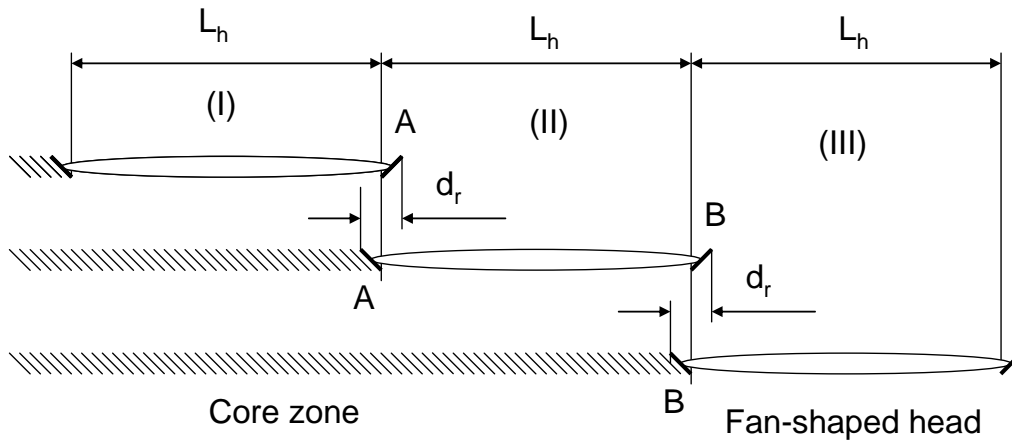 L_h L_h L_h
(I) A (II) (III)
d_r B
A d_r
B
Core zone Fan-shaped head